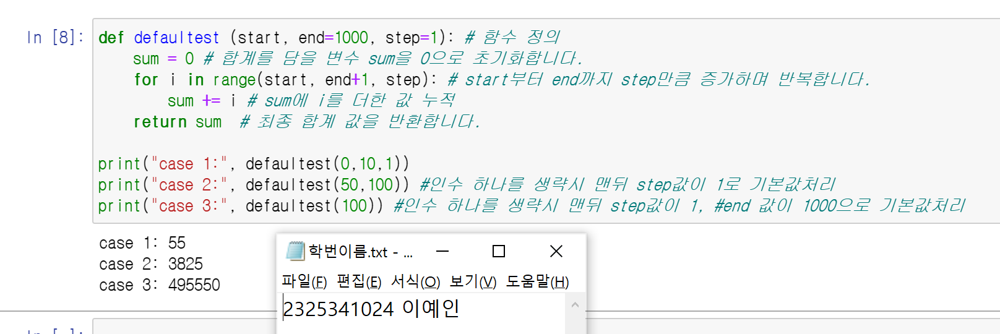 In [8]:
def defaultest (start, end=1000, step=1): # 함수 정의
sum = 0 # 합계를 담을 변수 sum을 0으로 초기화합니다.
for i in range(start, end+1, step): # start부터 end까지 step만큼 증가하며 반복합니다.
sum += i # sum에 i를 더한 값 누적
return sum # 최종 합계 값을 반환합니다.
print("case 1:", defaultest(0,10,1))
print("case 2:", defaultest(50,100)) #인수 하나를 생략시 맨뒤 step값이 1로 기본값처리
print("case 3:", defaultest(100)) #인수 하나를 생략시 맨뒤 step값이 1, #end 값이 1000으로 기본값처리
case 1: 55
case 2: 3825
case 3: 495550
학번이름.txt - ...
파일(F) 편집(E) 서식(O) 보기(V) 도움말(H)
2325341024 이예인
In [ ]: